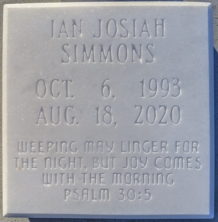 IAN JOSIAH
SIMMONS
OCT. 6, 1993
AUG. 18, 2020
WEEPING MAY LINGER FOR
THE NIGHT, BUT JOY COMES
WITH THE MORNING
PSALM 30:5